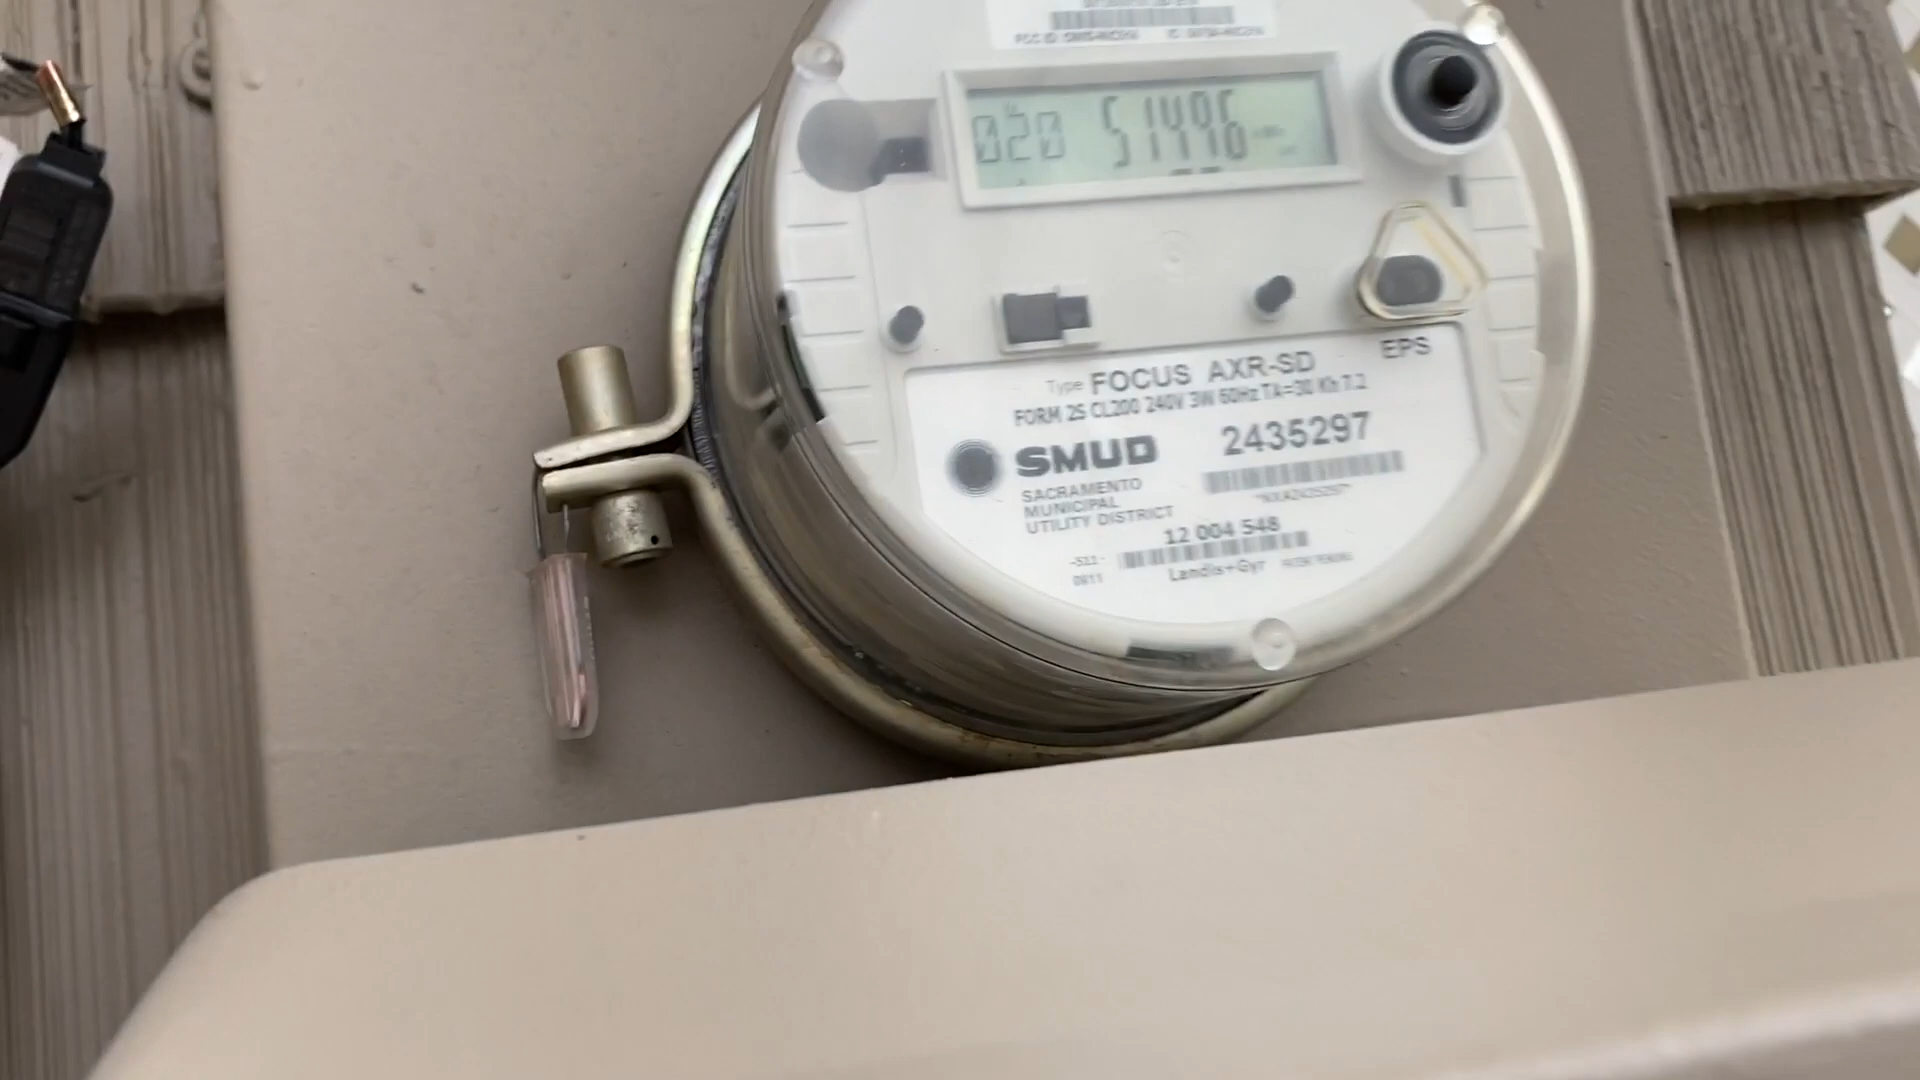 020 51496
Type FOCUS AXR-SD
EPS
FORM 2S CL200 240V 3W 60Hz TA=30 Kh 7.2
SMUD
2435297
SACRAMENTO
MUNICIPAL
UTILITY DISTRICT
12 004 548
0911
Landis+Gyr